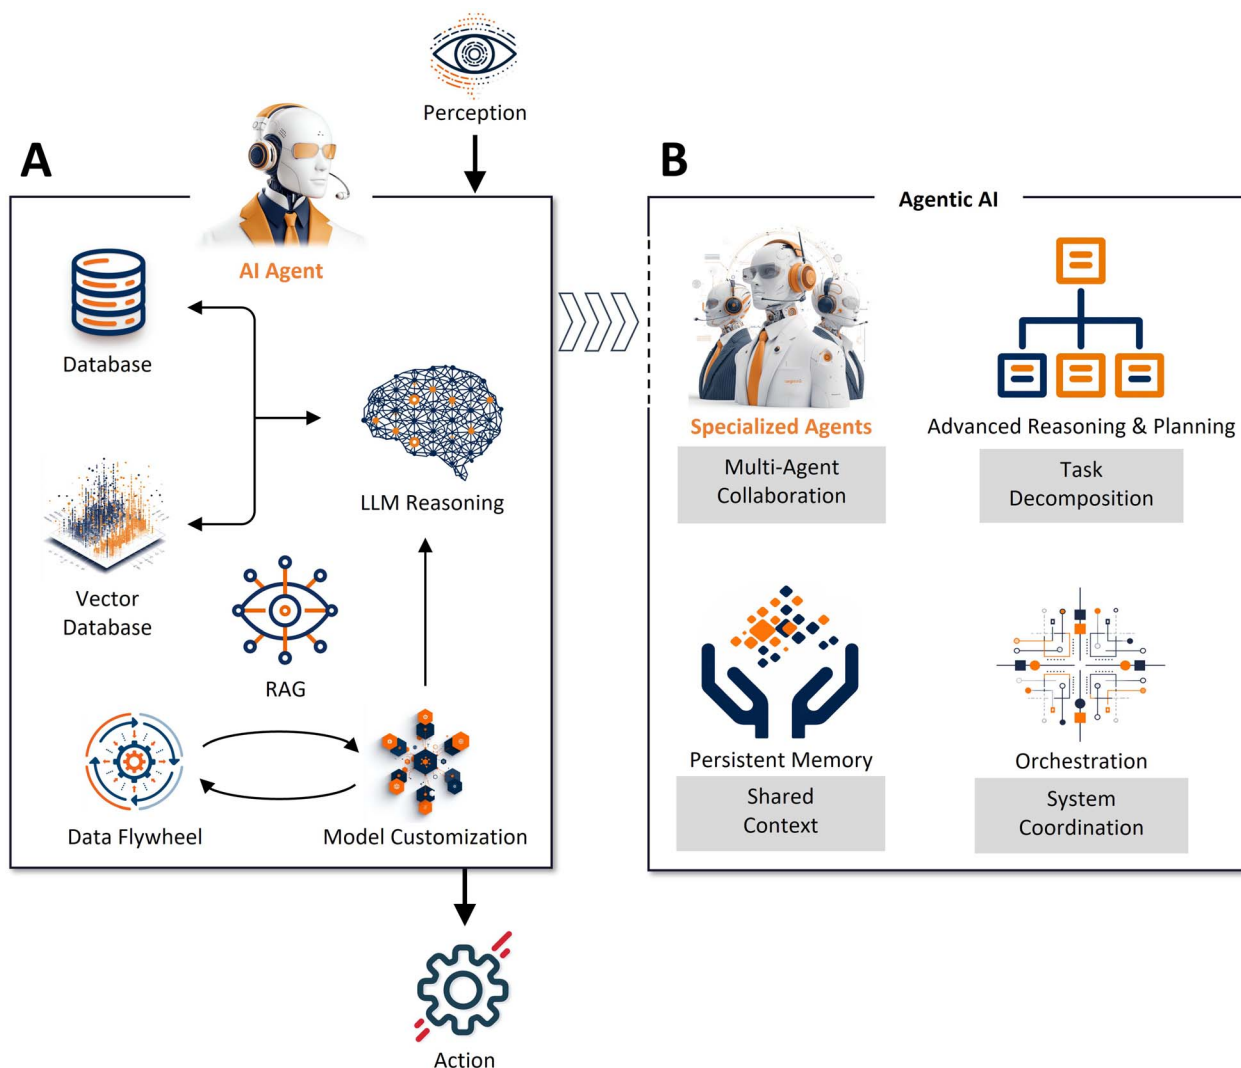 Perception
A
AI Agent
Database
LLM Reasoning
Vector
Database
RAG
Data Flywheel
Model Customization
Action
B
Agentic AI
Specialized Agents
Multi-Agent
Collaboration
Advanced Reasoning & Planning
Task
Decomposition
Persistent Memory
Shared
Context
Orchestration
System
Coordination